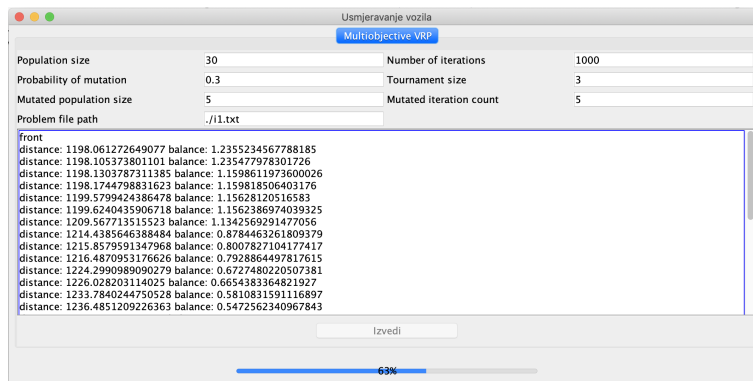 Usmjeravanje vozila
Multiobjective VRP
Population size 30 Number of iterations 1000
Probability of mutation 0.3 Tournament size 3
Mutated population size 5 Mutated iteration count 5
Problem file path ./i1.txt
front
distance: 1198.061272649077 balance: 1.2355234567788185
distance: 1198.105373801101 balance: 1.235477978301726
distance: 1198.1303787311385 balance: 1.1598611973600026
distance: 1198.1744798831623 balance: 1.159818506403176
distance: 1199.5799424386478 balance: 1.15628120516583
distance: 1199.6240435906718 balance: 1.1562386974039325
distance: 1209.567713515523 balance: 1.1342569291477056
distance: 1214.4385646388484 balance: 0.8784463261809379
distance: 1215.8579591347968 balance: 0.8007827104177417
distance: 1216.4870953176626 balance: 0.7928864497817615
distance: 1224.2990989090279 balance: 0.6727480220507381
distance: 1226.028203114025 balance: 0.6654383364821927
distance: 1233.7840244750528 balance: 0.5810831591116897
distance: 1236.4851209226363 balance: 0.5472562340967843
Izvedi
63%